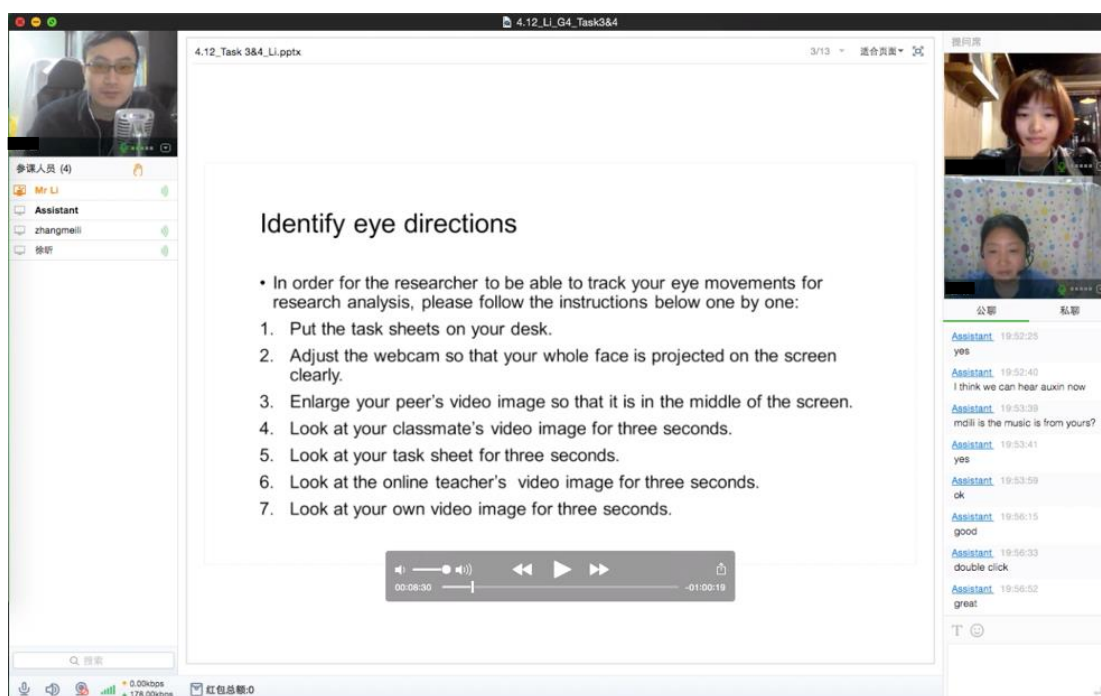 4.12_Li_G4_Task3&4
4.12_Task 3&4_Li.pptx
3/13
适合页面
提问席
参课人员 (4)
Mr Li
Assistant
zhangmeili
徐昕
Identify eye directions
• In order for the researcher to be able to track your eye movements for
research analysis, please follow the instructions below one by one:
1. Put the task sheets on your desk.
2. Adjust the webcam so that your whole face is projected on the screen
clearly.
3. Enlarge your peer's video image so that it is in the middle of the screen.
4. Look at your classmate's video image for three seconds.
5. Look at your task sheet for three seconds.
6. Look at the online teacher's video image for three seconds.
7. Look at your own video image for three seconds.
00:08:30
-01:00:19
公聊
私聊
Assistant 19:52:25
yes
Assistant 19:52:40
I think we can hear auxin now
Assistant 19:53:39
mdili is the music is from yours?
Assistant 19:53:41
yes
Assistant 19:53:59
ok
Assistant 19:56:15
good
Assistant 19:56:33
double click
Assistant 19:56:52
great
T
搜索
0.00kbps
178.00kbps
红包总额:0